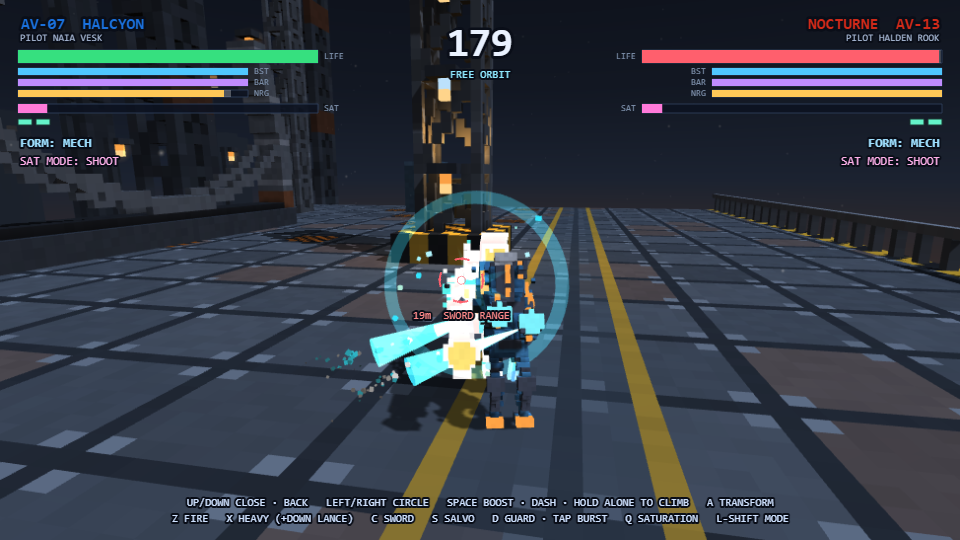 AV-07 HALCYON
PILOT NAIA VESK
LIFE
BST
BAR
NRG
SAT
FORM: MECH
SAT MODE: SHOOT
179
FREE ORBIT
NOCTURNE AV-13
PILOT HALDEN ROOK
LIFE
BST
BAR
NRG
SAT
FORM: MECH
SAT MODE: SHOOT
19m SWORD RANGE
UP/DOWN CLOSE · BACK LEFT/RIGHT CIRCLE SPACE BOOST · DASH · HOLD ALONE TO CLIMB A TRANSFORM
Z FIRE X HEAVY (+DOWN LANCE) C SWORD S SALVO D GUARD · TAP BURST Q SATURATION L-SHIFT MODE